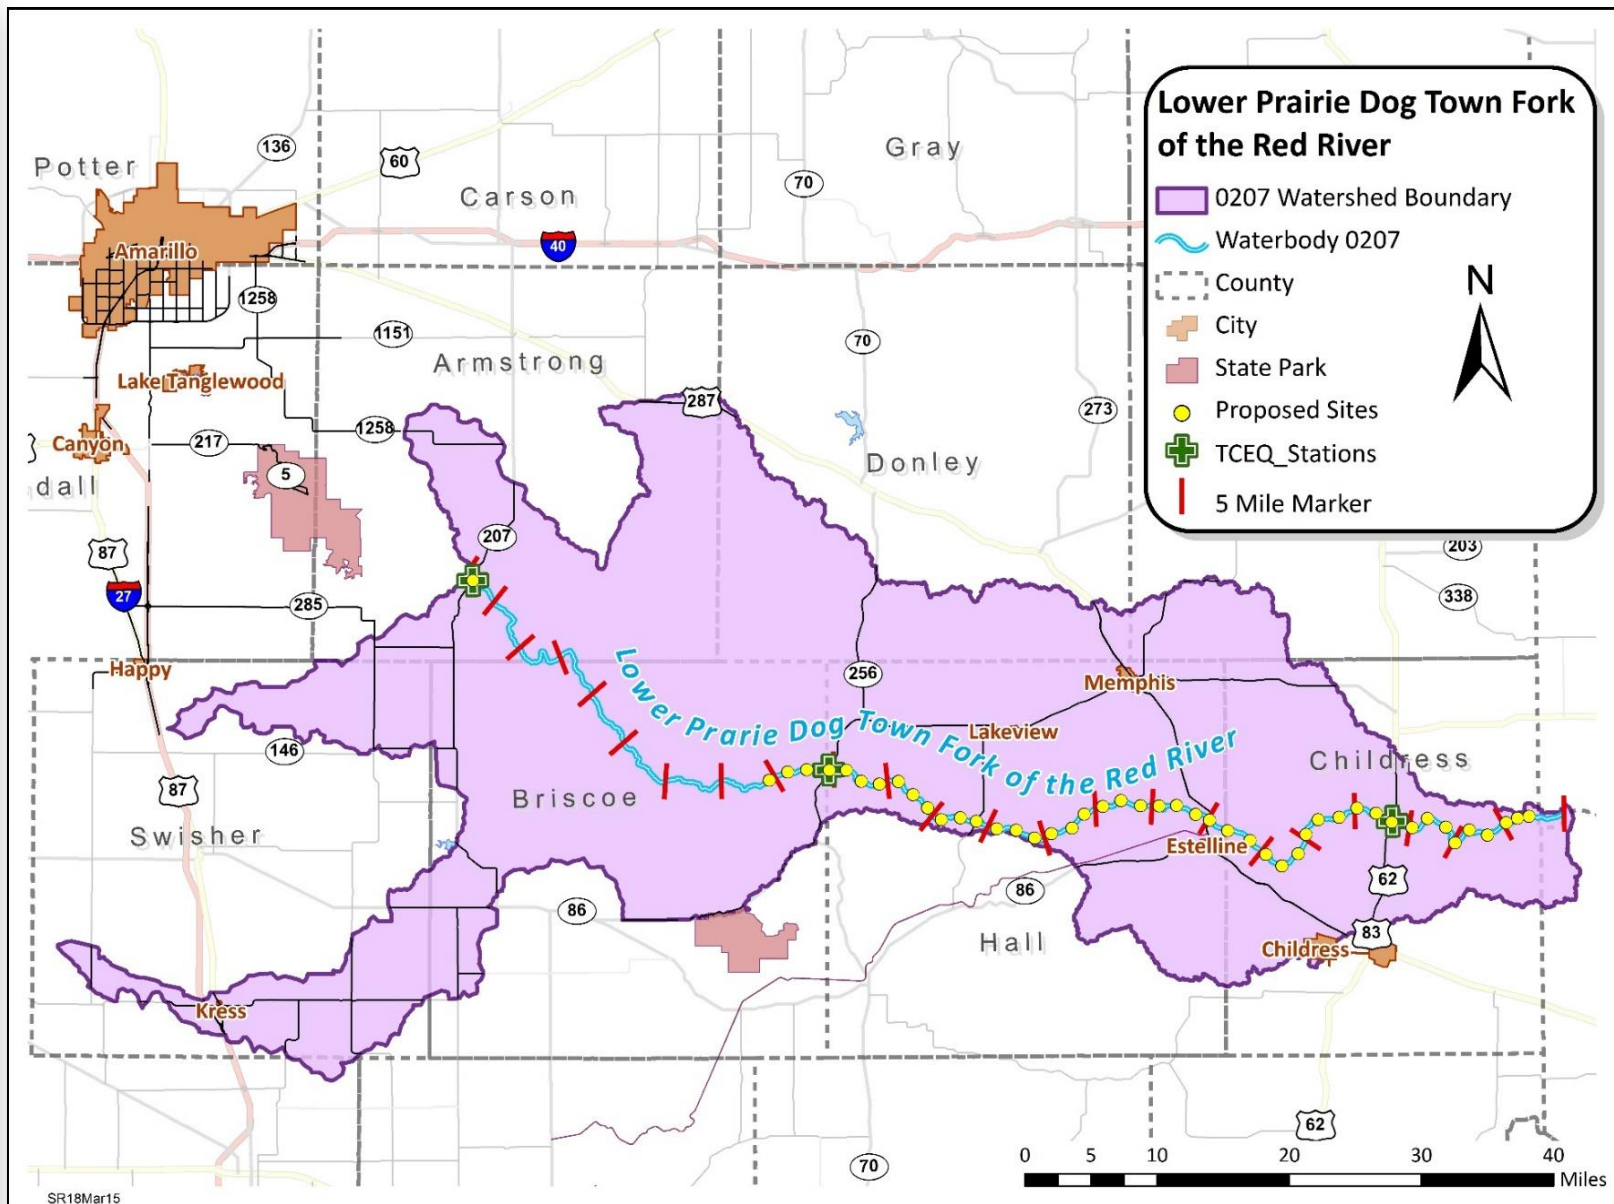 Lower Prairie Dog Town Fork
of the Red River
0207 Watershed Boundary
Waterbody 0207
County
City
State Park
Proposed Sites
TCEQ_Stations
5 Mile Marker
N
Potter
136
60
Gray
70
Carson
Amarillo
40
1258
1151
70
Armstrong
Lake Tanglewood
287
273
1258
Canyon
217
Donley
5
dall
207
87
203
27
285
338
Happy
256
Memphis
Lower Prarie Dog Town Fork of the Red River
Lakeview
146
Childress
87
Briscoe
Swisher
Estelline
62
86
86
83
Hall
Childress
Kress
62
70
0 5 10 20 30 40
Miles
SR18Mar15